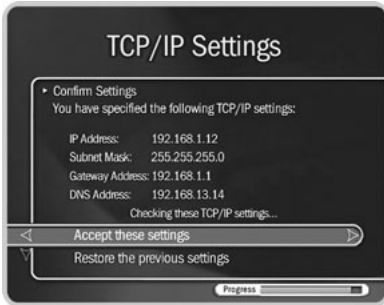 TCP/IP Settings
Confirm Settings
You have specified the following TCP/IP settings:
IP Address: 192.168.1.12
Subnet Mask: 255.255.255.0
Gateway Address: 192.168.1.1
DNS Address: 192.168.13.14
Checking these TCP/IP settings...
Accept these settings
Restore the previous settings
Progress